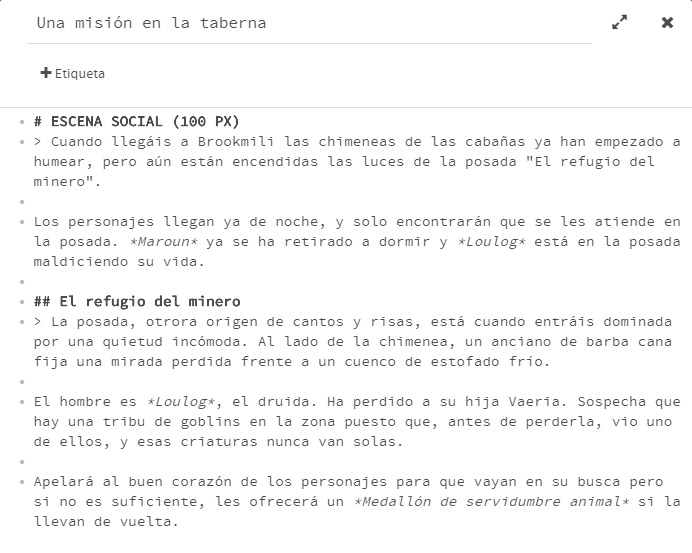 Una misión en la taberna
+ Etiqueta
# ESCENA SOCIAL (100 PX)
> Cuando llegáis a Brookmili las chimeneas de las cabañas ya han empezado a
humear, pero aún están encendidas las luces de la posada "El refugio del
minero".
Los personajes llegan ya de noche, y solo encontrarán que se les atiende en
la posada. *Maroun* ya se ha retirado a dormir y *Loulog* está en la posada
maldiciendo su vida.
## El refugio del minero
> La posada, otrora origen de cantos y risas, está cuando entráis dominada
por una quietud incómoda. Al lado de la chimenea, un anciano de barba cana
fija una mirada perdida frente a un cuenco de estofado frío.
El hombre es *Loulog*, el druida. Ha perdido a su hija Vaeria. Sospecha que
hay una tribu de goblins en la zona puesto que, antes de perderla, vio uno
de ellos, y esas criaturas nunca van solas.
Apelará al buen corazón de los personajes para que vayan en su busca pero
si no es suficiente, les ofrecerá un *Medallón de servidumbre animal* si la
llevan de vuelta.